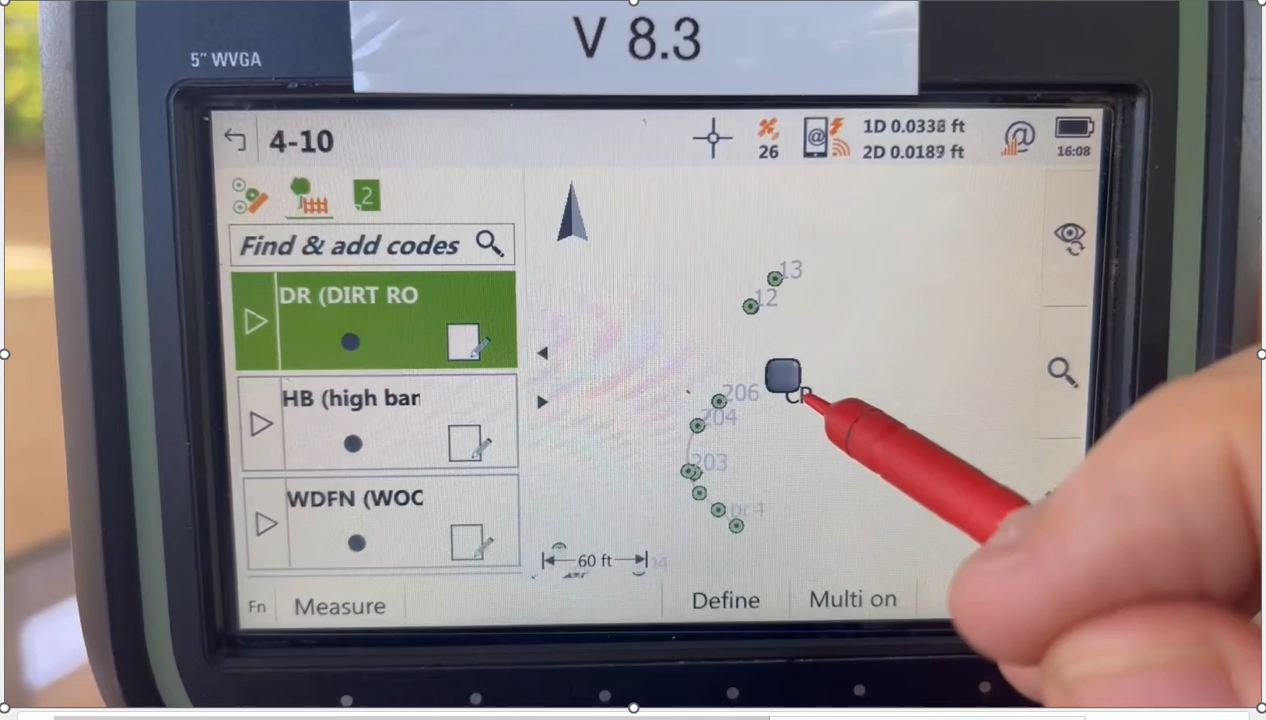 V 8.3
5" WVGA
4-10
26
@
1D 0.0338 ft
2D 0.0189 ft
@
16:08
2
Find & add codes
DR (DIRT RO
HB (high bar
WDFN (WOC
13
12
CP
206
204
203
60 ft
14
Fn
Measure
Define
Multi on